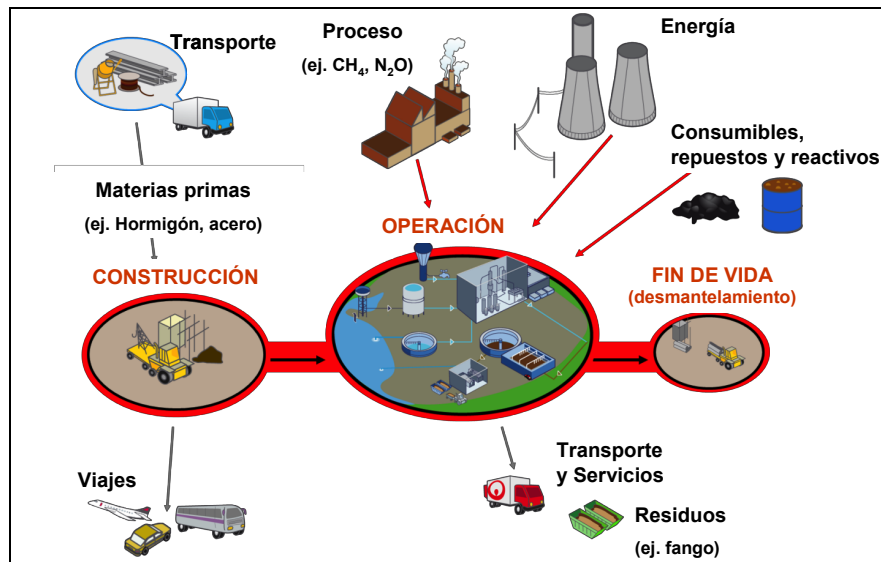 Transporte
Proceso
(ej. CH₄, N₂O)
Energía
Consumibles,
repuestos y reactivos
Materias primas
(ej. Hormigón, acero)
OPERACIÓN
CONSTRUCCIÓN
FIN DE VIDA
(desmantelamiento)
Viajes
Transporte
y Servicios
Residuos
(ej. fango)